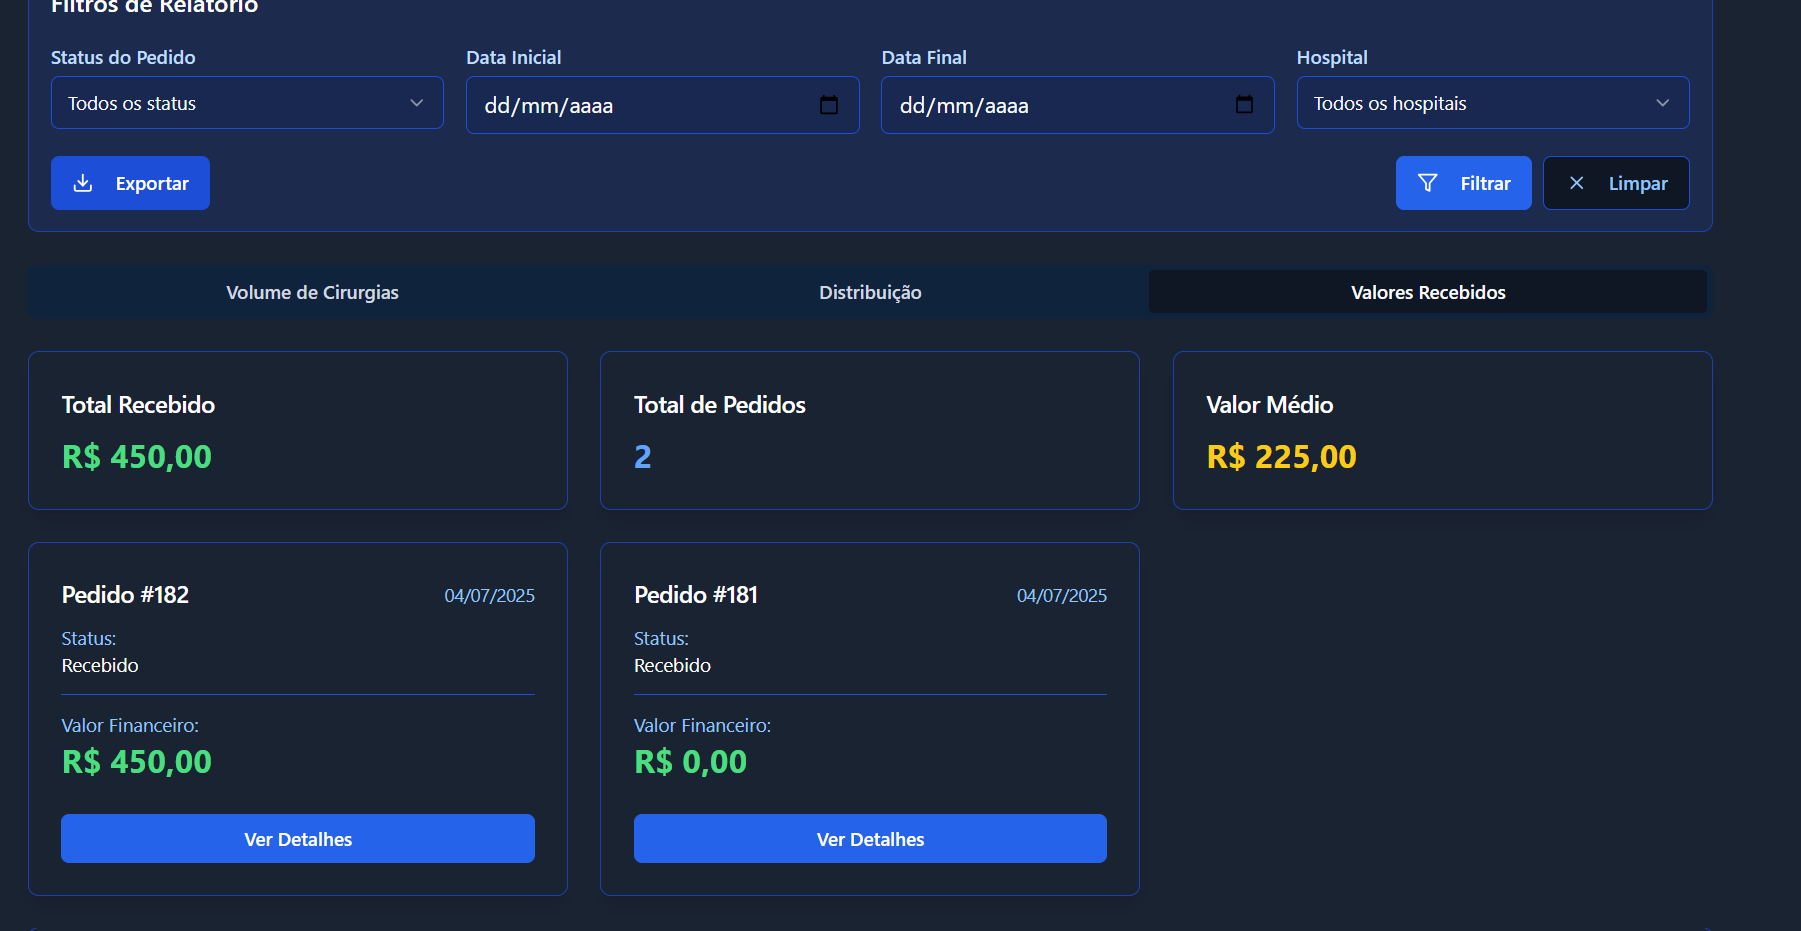 Filtros de Relatório
Status do Pedido
Data Inicial
Data Final
Hospital
Todos os status
dd/mm/aaaa
dd/mm/aaaa
Todos os hospitais
Exportar
Filtrar
Limpar
Volume de Cirurgias
Distribuição
Valores Recebidos
Total Recebido
R$ 450,00
Total de Pedidos
2
Valor Médio
R$ 225,00
Pedido #182
04/07/2025
Status:
Recebido
Valor Financeiro:
R$ 450,00
Ver Detalhes
Pedido #181
04/07/2025
Status:
Recebido
Valor Financeiro:
R$ 0,00
Ver Detalhes